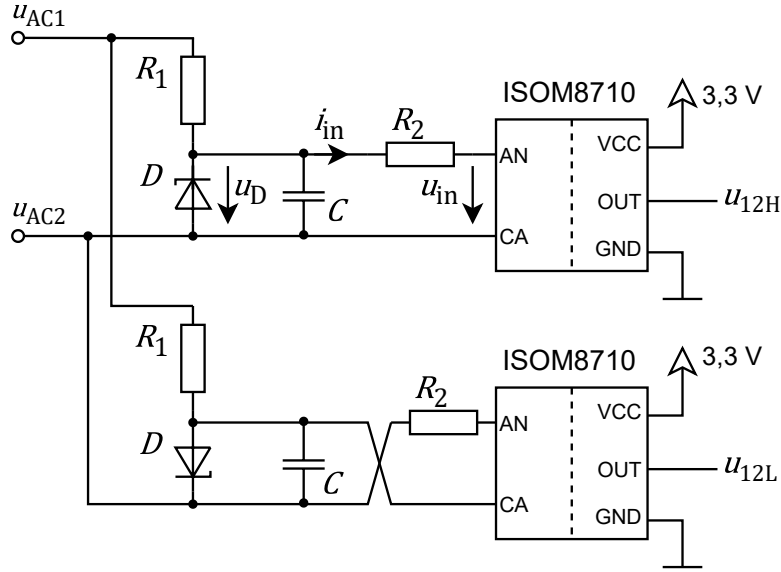 u_AC1
R_1
ISOM8710
3,3 V
i_in
R_2
AN
VCC
D
u_D
C
u_in
OUT
u_12H
u_AC2
CA
GND
R_1
ISOM8710
3,3 V
R_2
AN
VCC
D
C
OUT
u_12L
CA
GND